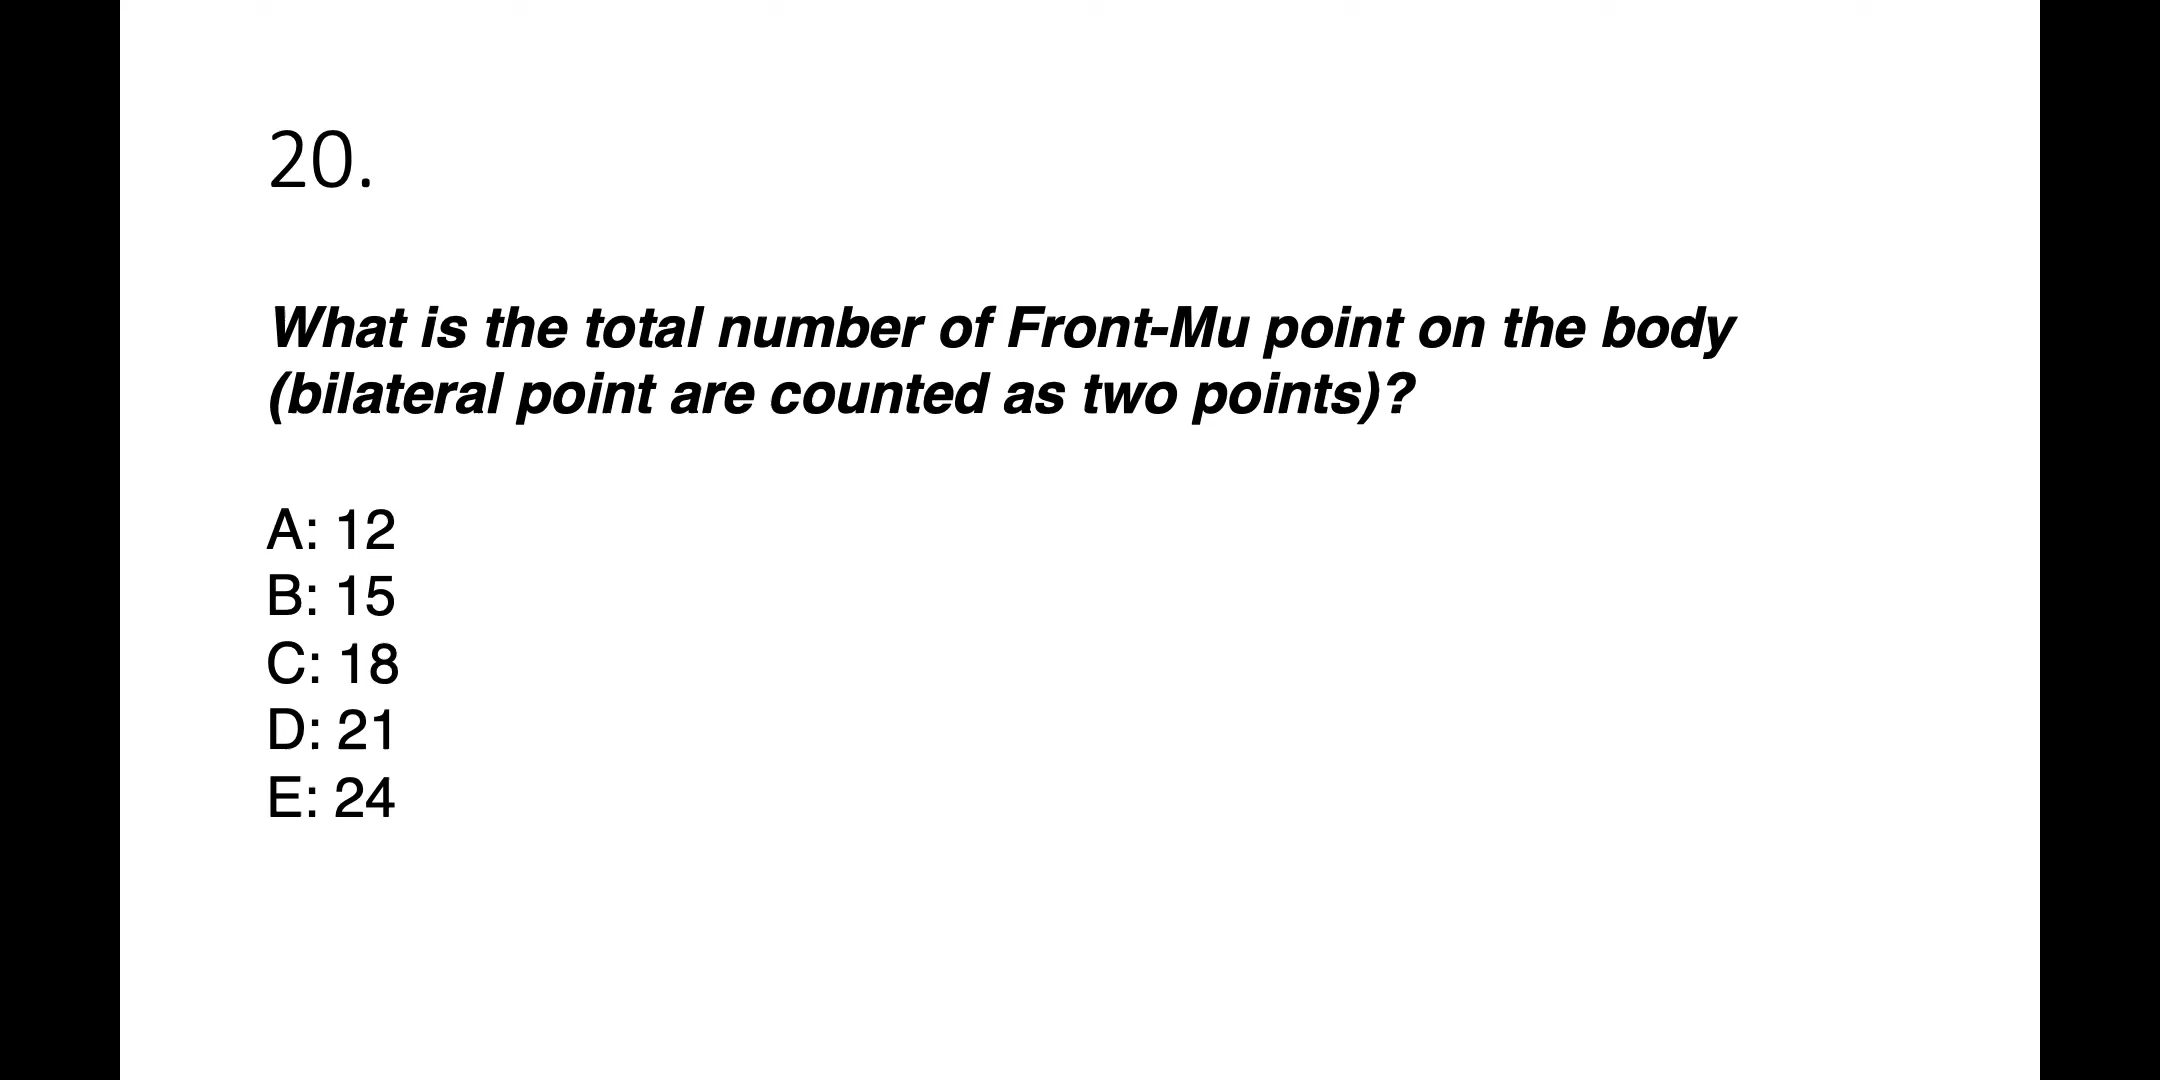 20.
What is the total number of Front-Mu point on the body
(bilateral point are counted as two points)?
A: 12
B: 15
C: 18
D: 21
E: 24